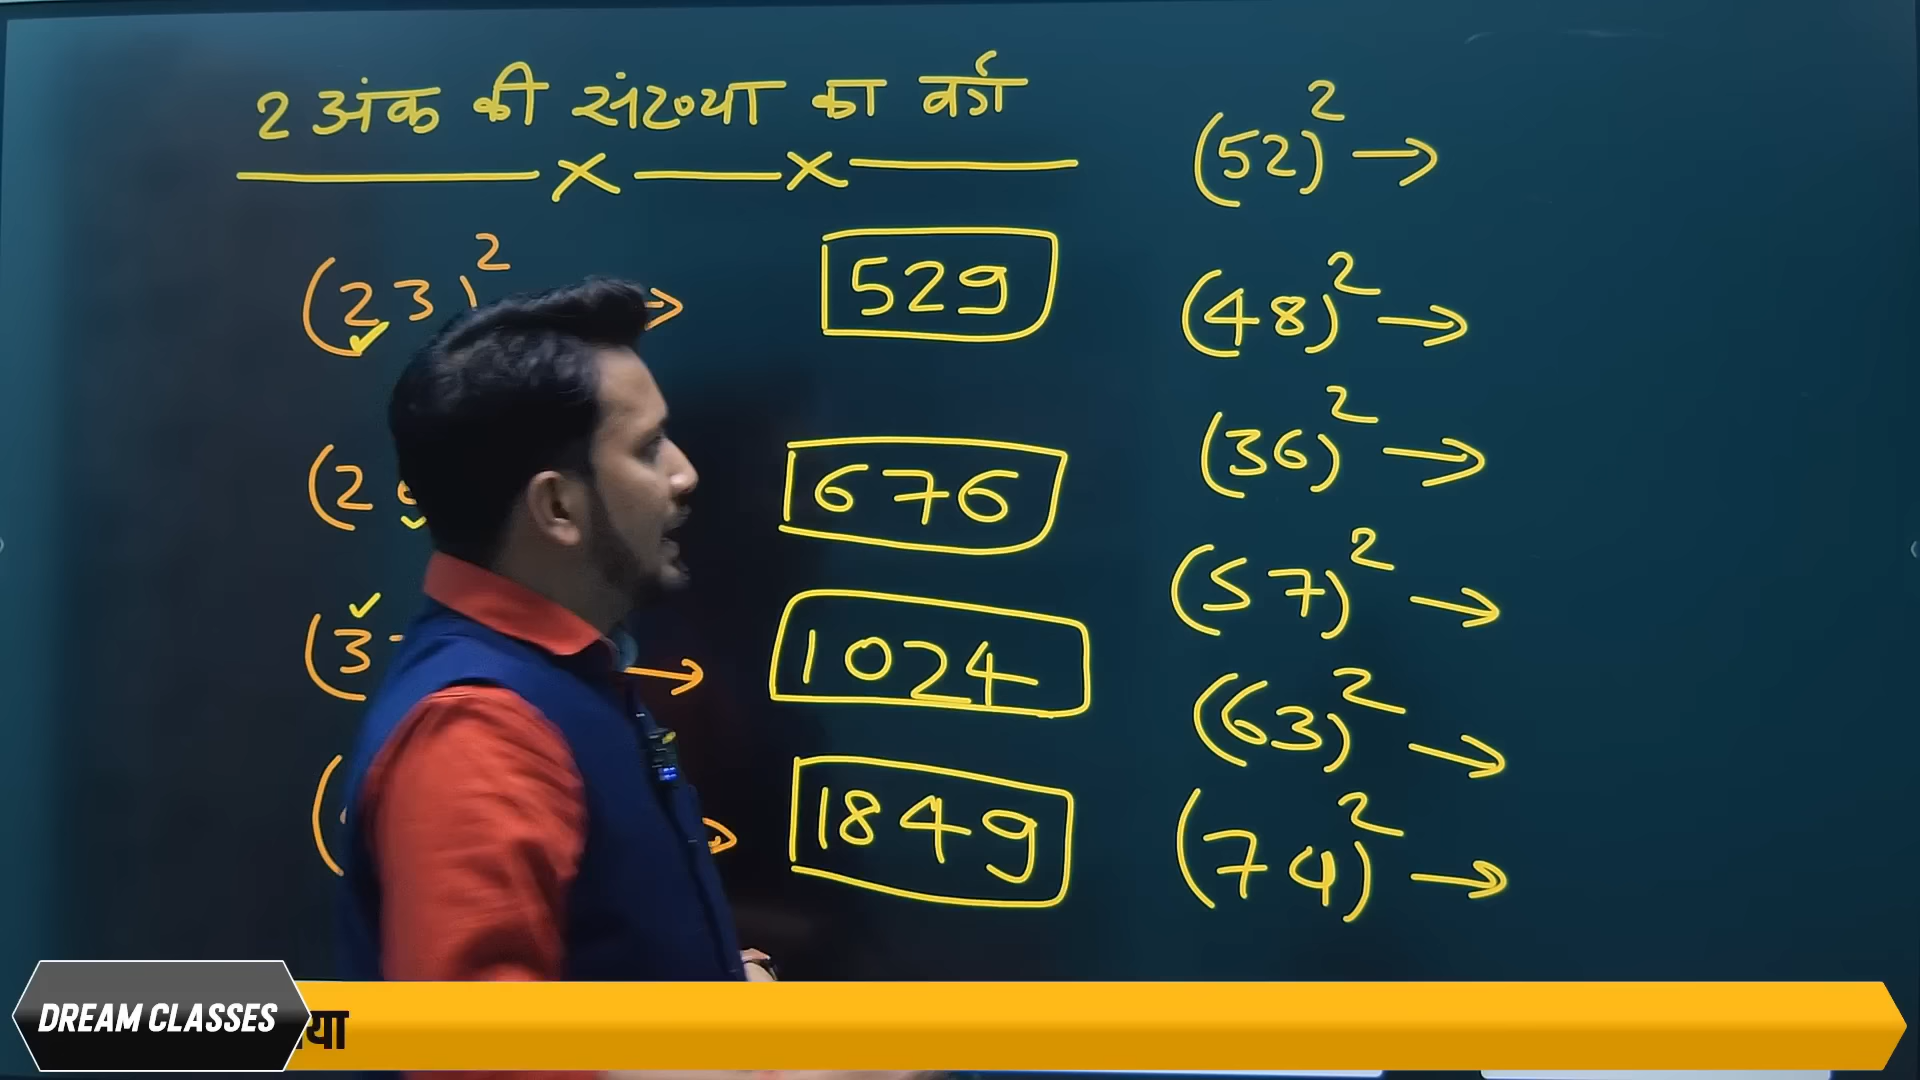 2 अंक की संख्या का वर्ग
(23)² → 529
(2 → 676
(3 → 1024
( → 1849
(52)² →
(48)² →
(36)² →
(57)² →
(63)² →
(74)² →
DREAM CLASSES